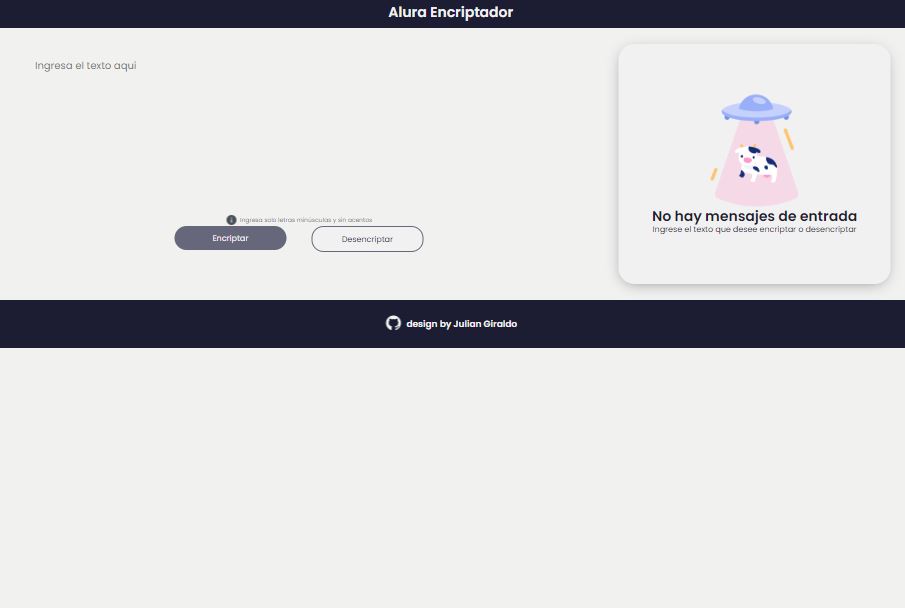 Alura Encriptador
Ingresa el texto aquí
Ingresa solo letras minúsculas y sin acentos
Encriptar
Desencriptar
No hay mensajes de entrada
Ingrese el texto que desee encriptar o desencriptar
design by Julian Giraldo